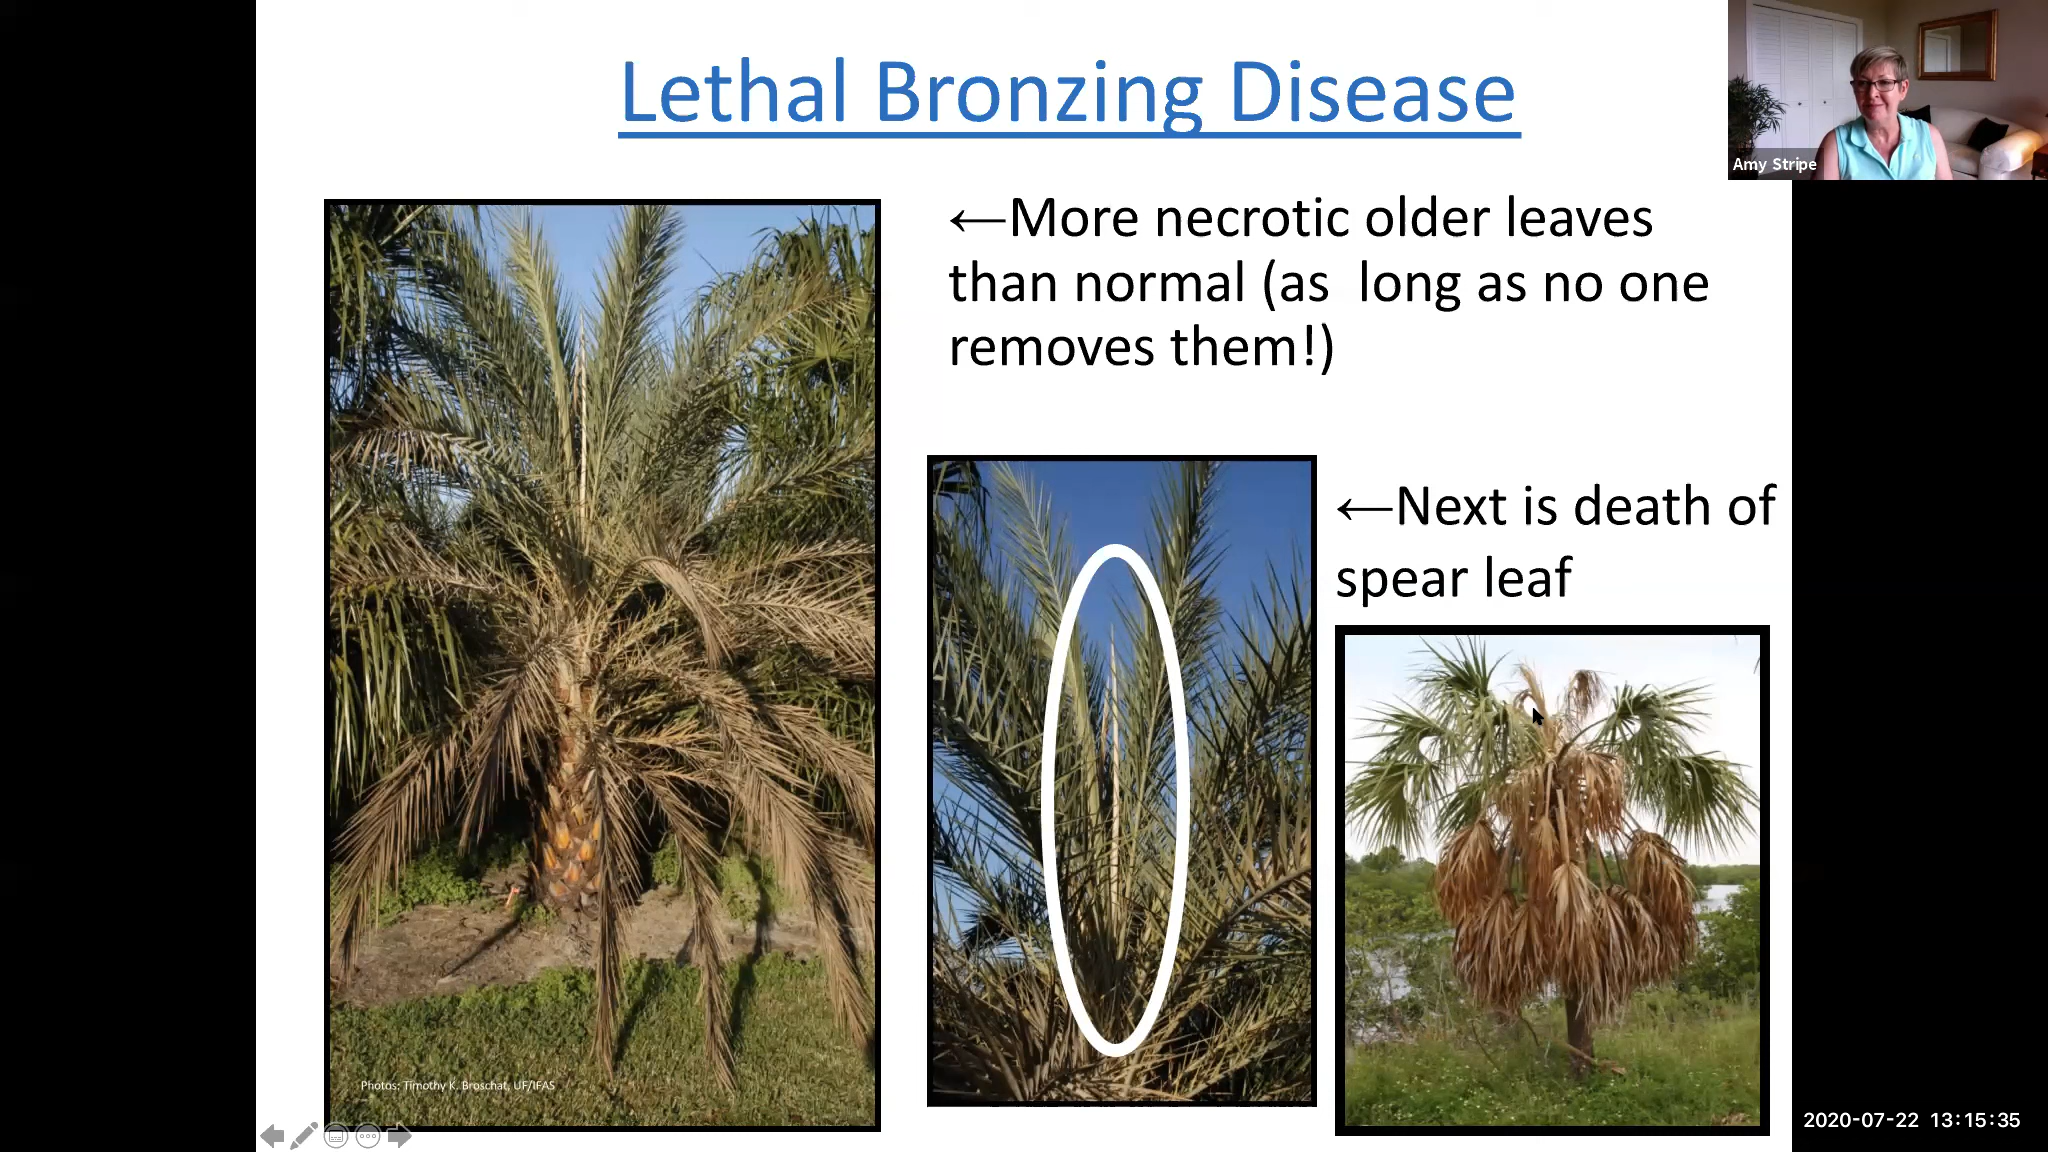 Lethal Bronzing Disease
Amy Stripe
←More necrotic older leaves
than normal (as  long as no one
removes them!)
←Next is death of
spear leaf
Photos: Timothy K. Broschat, UF/IFAS
2020-07-22 13:15:35